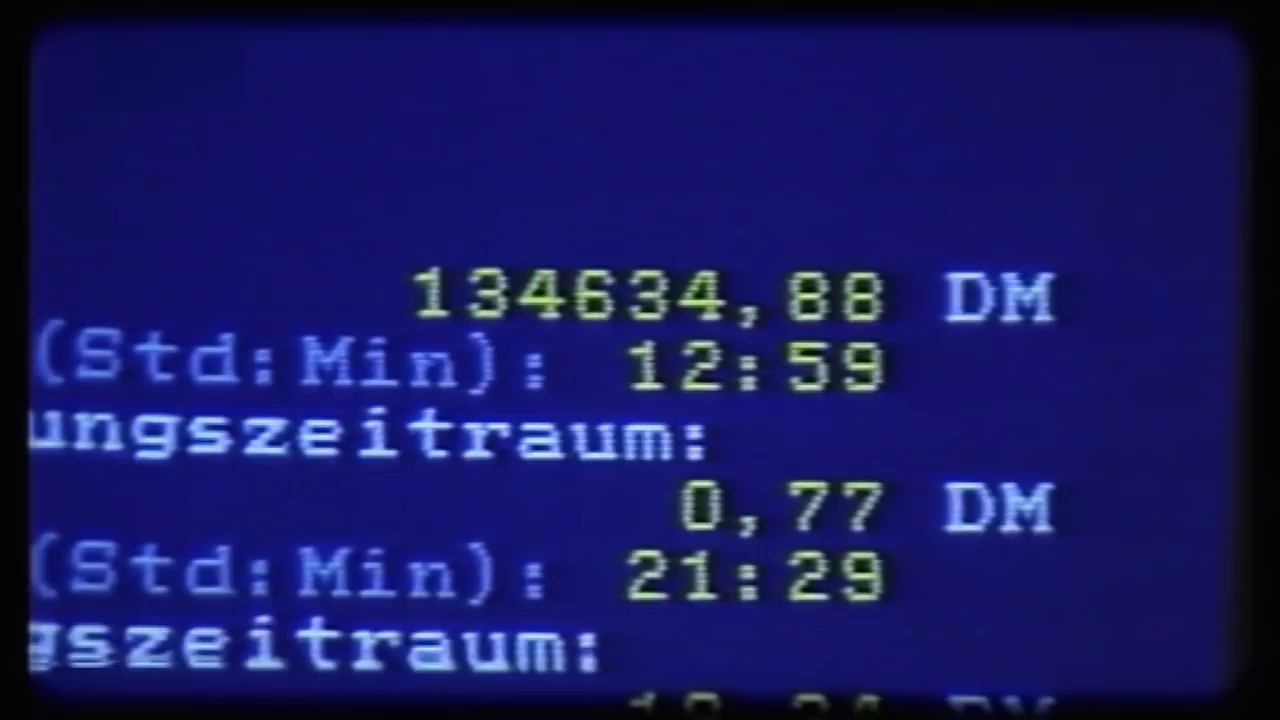 134634,88 DM
(Std:Min): 12:59
ungszeitraum:
0,77 DM
(Std:Min): 21:29
gszeitraum: